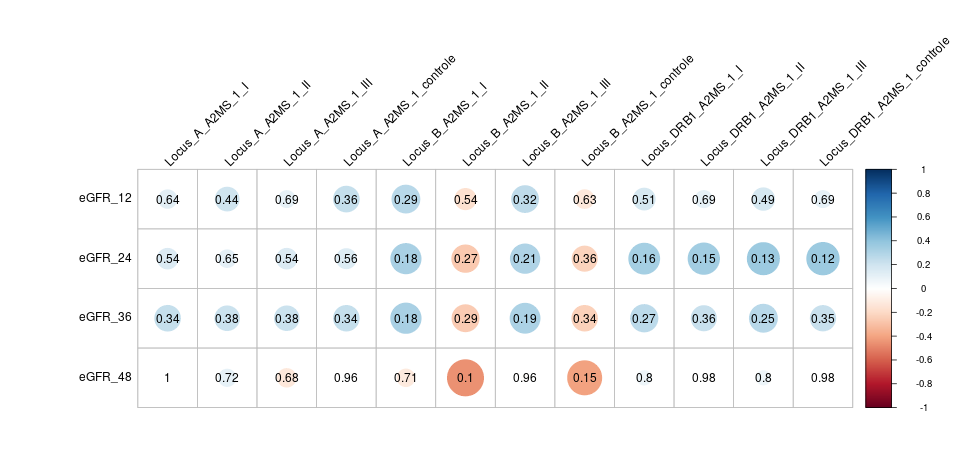 Locus_A_A2MS_1_I
Locus_A_A2MS_1_II
Locus_A_A2MS_1_III
Locus_A_A2MS_1_controle
Locus_B_A2MS_1_I
Locus_B_A2MS_1_II
Locus_B_A2MS_1_III
Locus_B_A2MS_1_controle
Locus_DRB1_A2MS_1_I
Locus_DRB1_A2MS_1_II
Locus_DRB1_A2MS_1_III
Locus_DRB1_A2MS_1_controle
eGFR_12 0.64 0.44 0.69 0.36 0.29 0.54 0.32 0.63 0.51 0.69 0.49 0.69
eGFR_24 0.54 0.65 0.54 0.56 0.18 0.27 0.21 0.36 0.16 0.15 0.13 0.12
eGFR_36 0.34 0.38 0.38 0.34 0.18 0.29 0.19 0.34 0.27 0.36 0.25 0.35
eGFR_48 1 0.72 0.68 0.96 0.71 0.1 0.96 0.15 0.8 0.98 0.8 0.98
1
0.8
0.6
0.4
0.2
0
-0.2
-0.4
-0.6
-0.8
-1